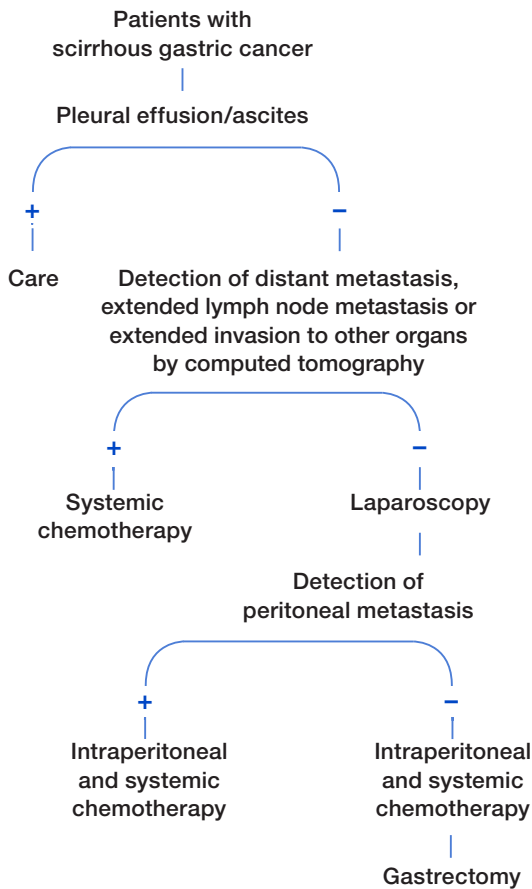 Patients with
scirrhous gastric cancer
Pleural effusion/ascites
+
−
Care
Detection of distant metastasis,
extended lymph node metastasis or
extended invasion to other organs
by computed tomography
+
−
Systemic
chemotherapy
Laparoscopy
Detection of
peritoneal metastasis
+
−
Intraperitoneal
and systemic
chemotherapy
Intraperitoneal
and systemic
chemotherapy
Gastrectomy